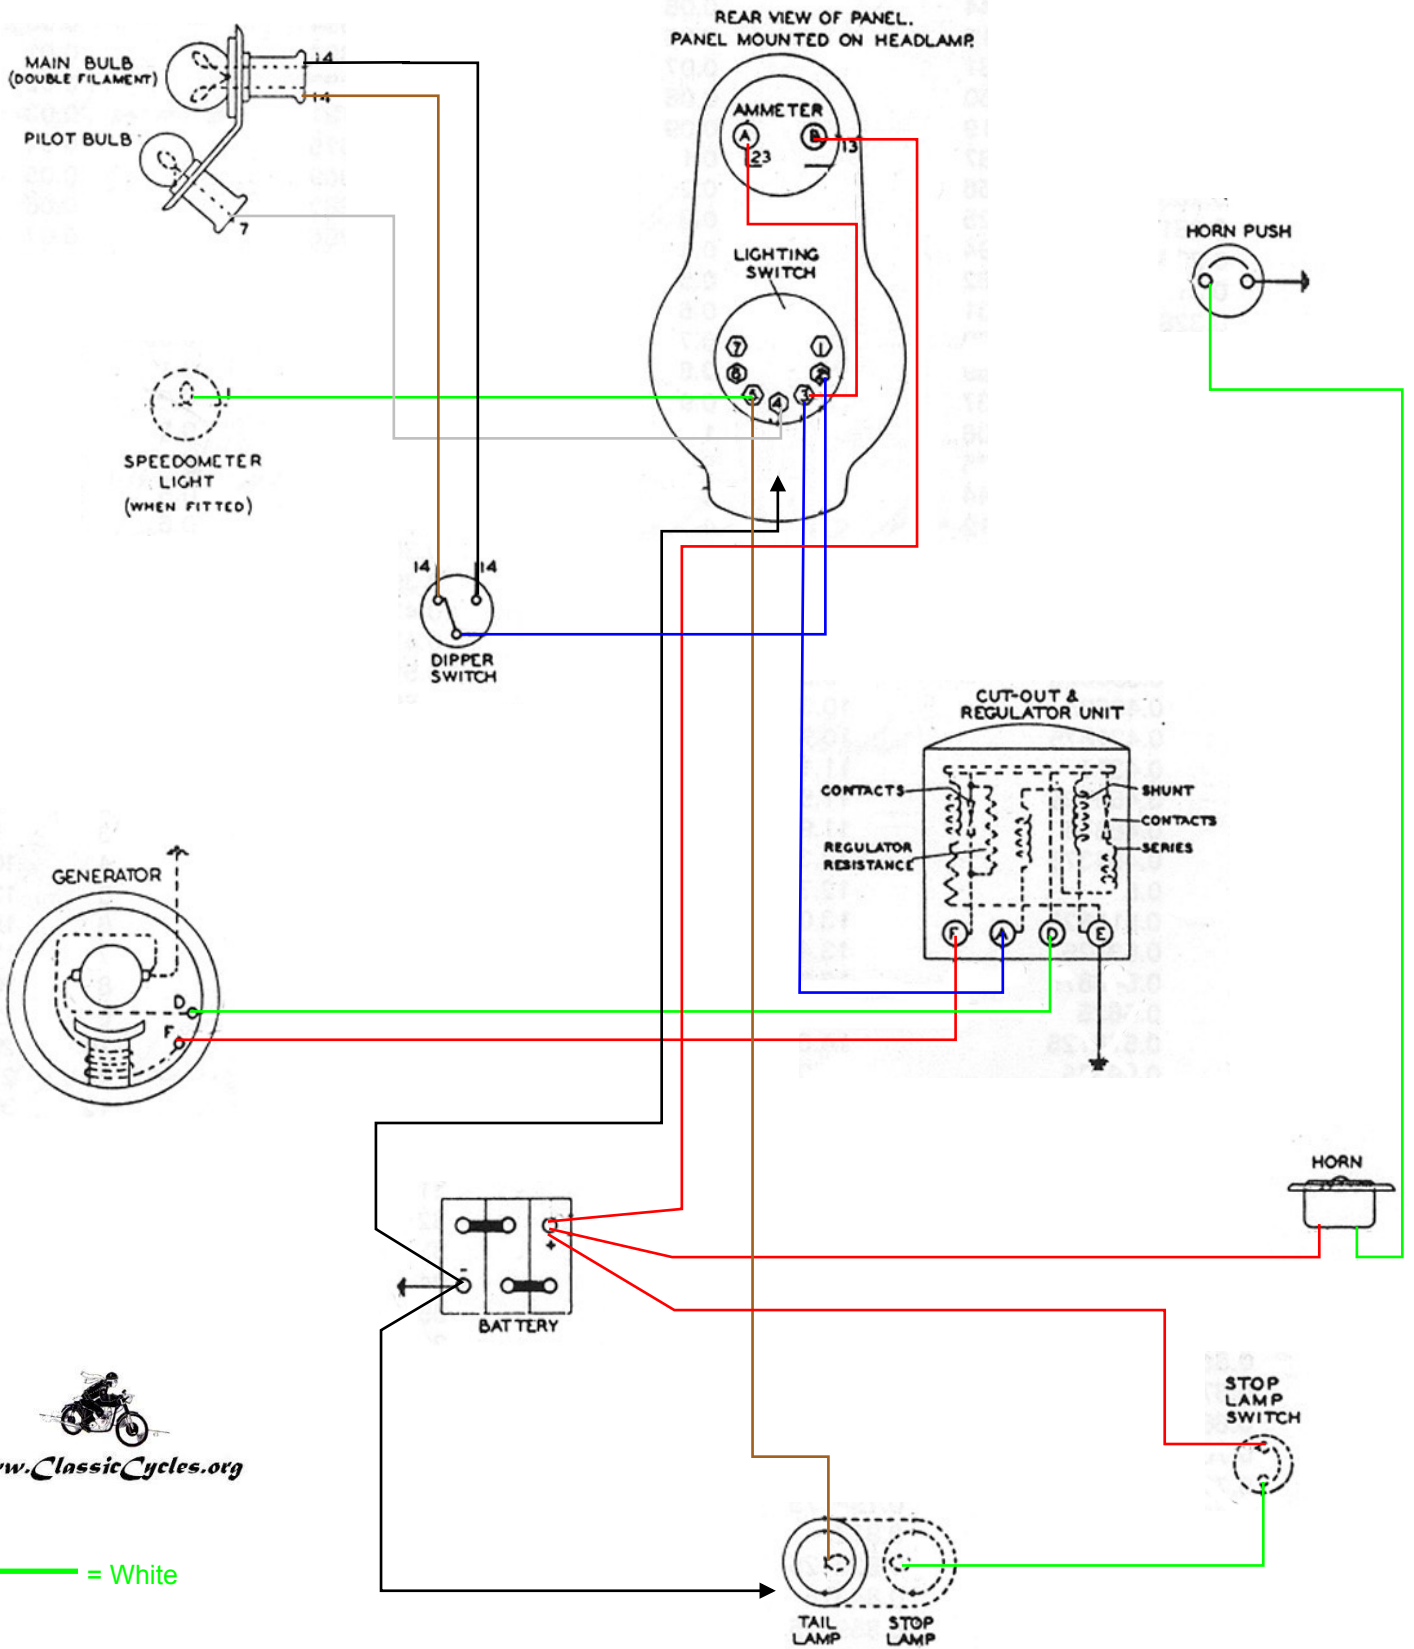 REAR VIEW OF PANEL.
PANEL MOUNTED ON HEADLAMP.
MAIN BULB
(DOUBLE FILAMENT)
14
14
PILOT BULB
7
AMMETER
A
B
23
13
LIGHTING
SWITCH
7
1
6
2
5
3
4
HORN PUSH
SPEEDOMETER
LIGHT
(WHEN FITTED)
14
14
DIPPER
SWITCH
CUT-OUT &
REGULATOR UNIT
CONTACTS
SHUNT
CONTACTS
REGULATOR
RESISTANCE
SERIES
F
A
D
E
GENERATOR
D
F
HORN
+
-
BATTERY
STOP
LAMP
SWITCH
w.ClassicCycles.org
= White
TAIL
LAMP
STOP
LAMP